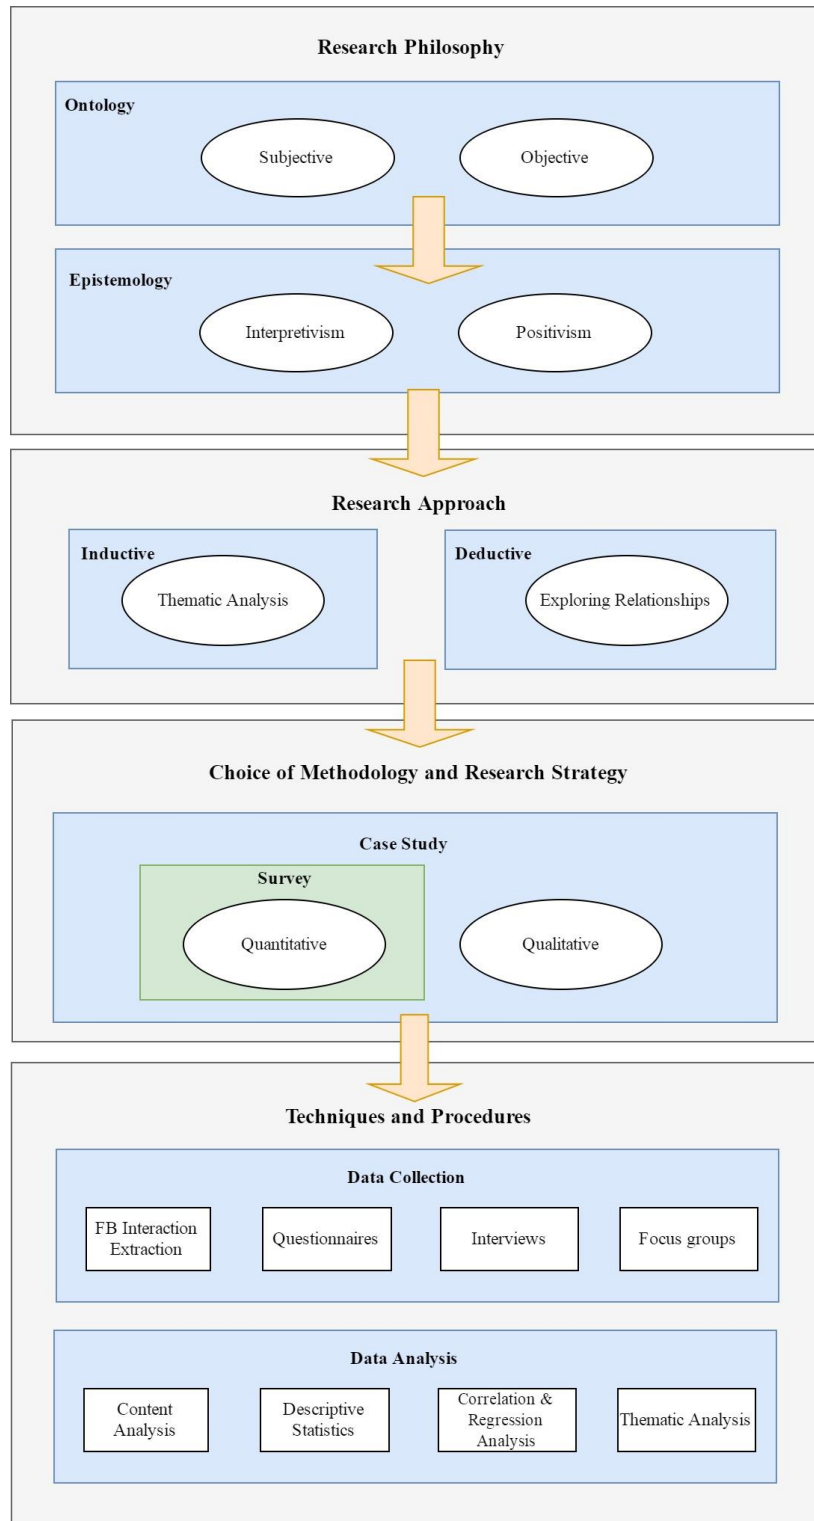 Research Philosophy
Ontology
Subjective
Objective
Epistemology
Interpretivism
Positivism
Research Approach
Inductive
Thematic Analysis
Deductive
Exploring Relationships
Choice of Methodology and Research Strategy
Case Study
Survey
Quantitative
Qualitative
Techniques and Procedures
Data Collection
FB Interaction
Extraction
Questionnaires
Interviews
Focus groups
Data Analysis
Content
Analysis
Descriptive
Statistics
Correlation &
Regression
Analysis
Thematic Analysis